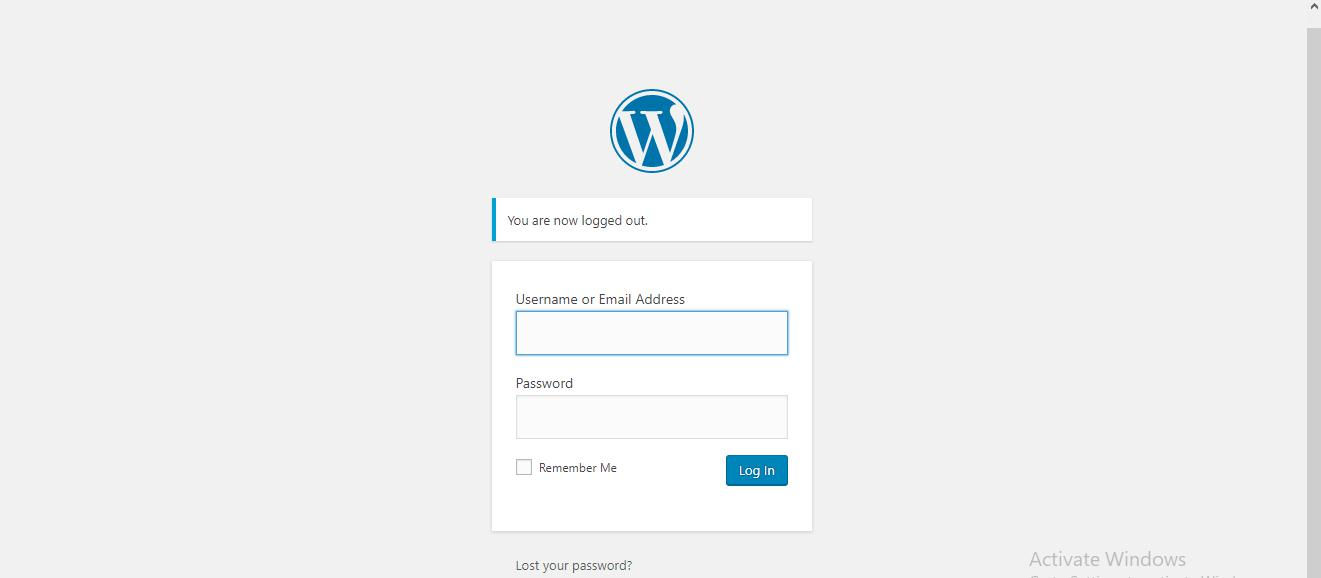 You are now logged out.
Username or Email Address
Password
Remember Me
Log In
Lost your password?
Activate Windows